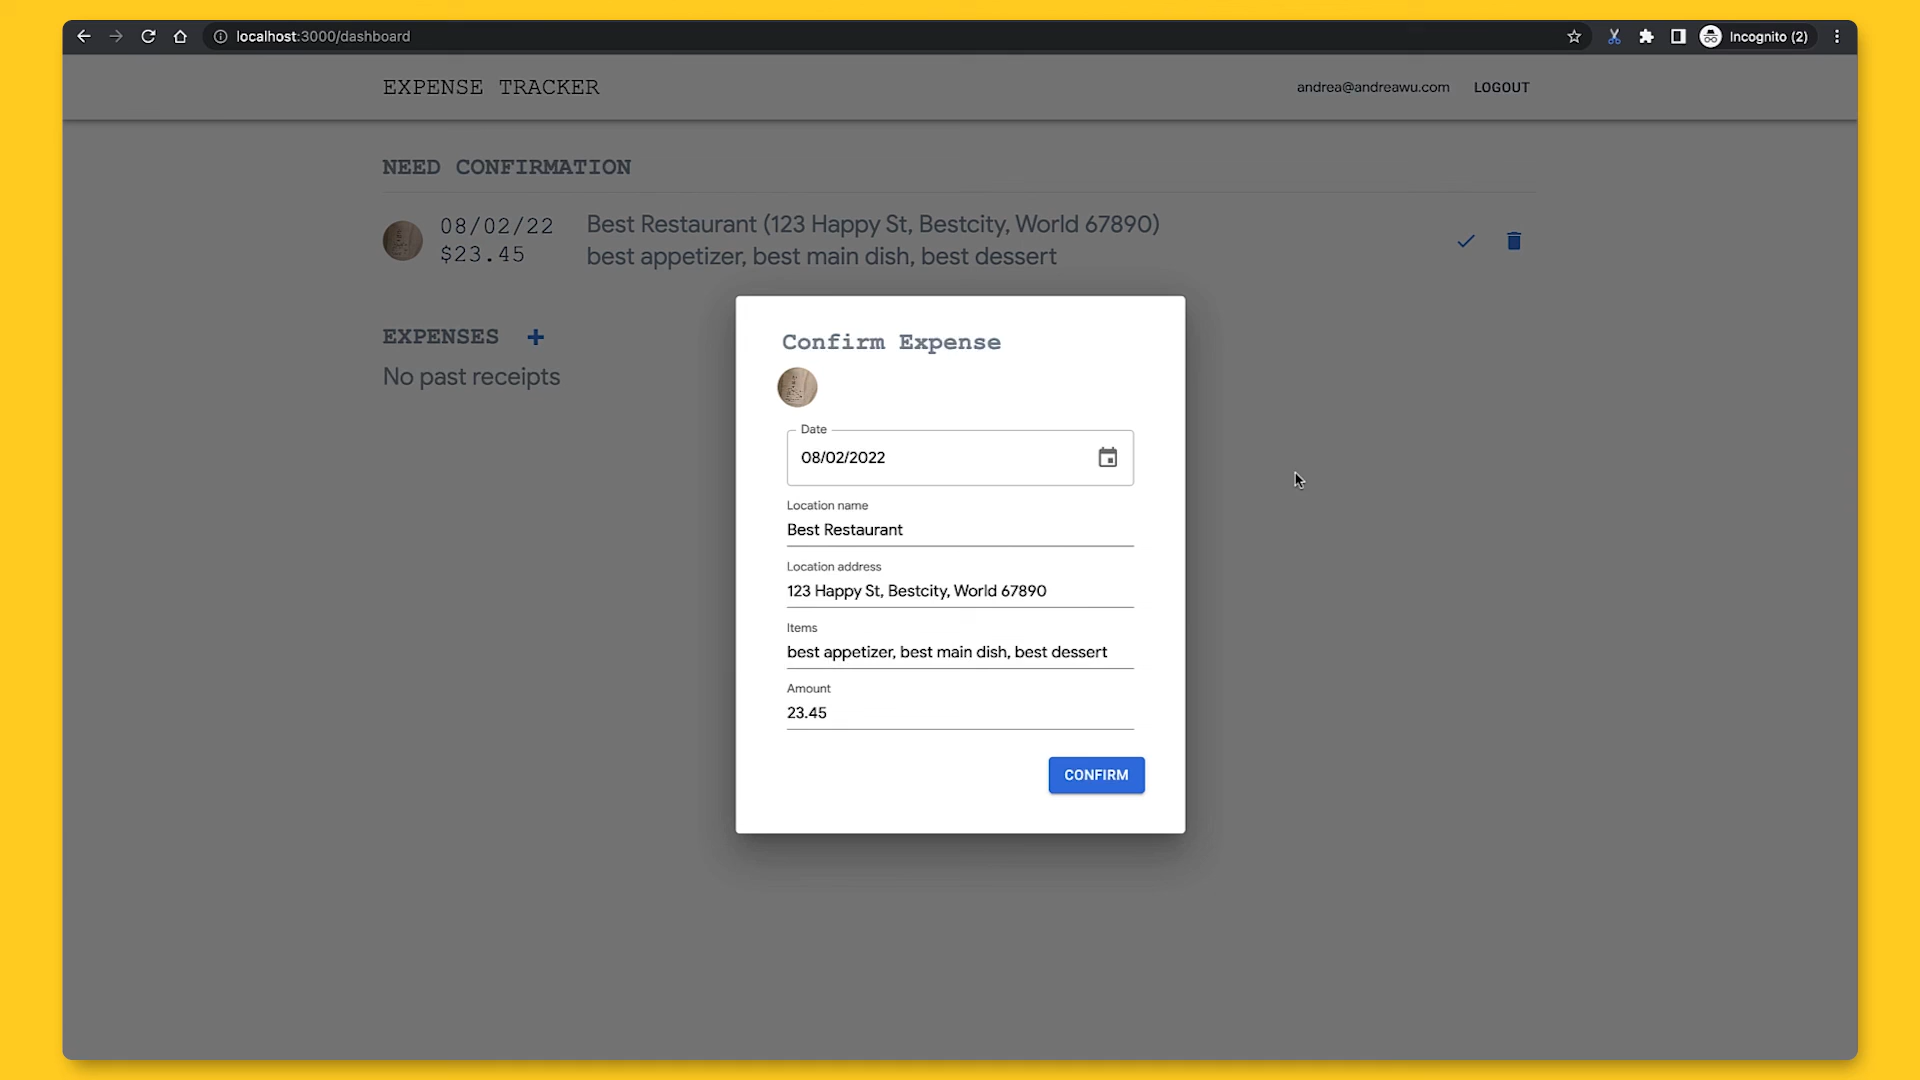 localhost:3000/dashboard
Incognito (2)
EXPENSE TRACKER
andrea@andreawu.com LOGOUT
NEED CONFIRMATION
08/02/22
$23.45
Best Restaurant (123 Happy St, Bestcity, World 67890)
best appetizer, best main dish, best dessert
EXPENSES +
No past receipts
Confirm Expense
Date
08/02/2022
Location name
Best Restaurant
Location address
123 Happy St, Bestcity, World 67890
Items
best appetizer, best main dish, best dessert
Amount
23.45
CONFIRM